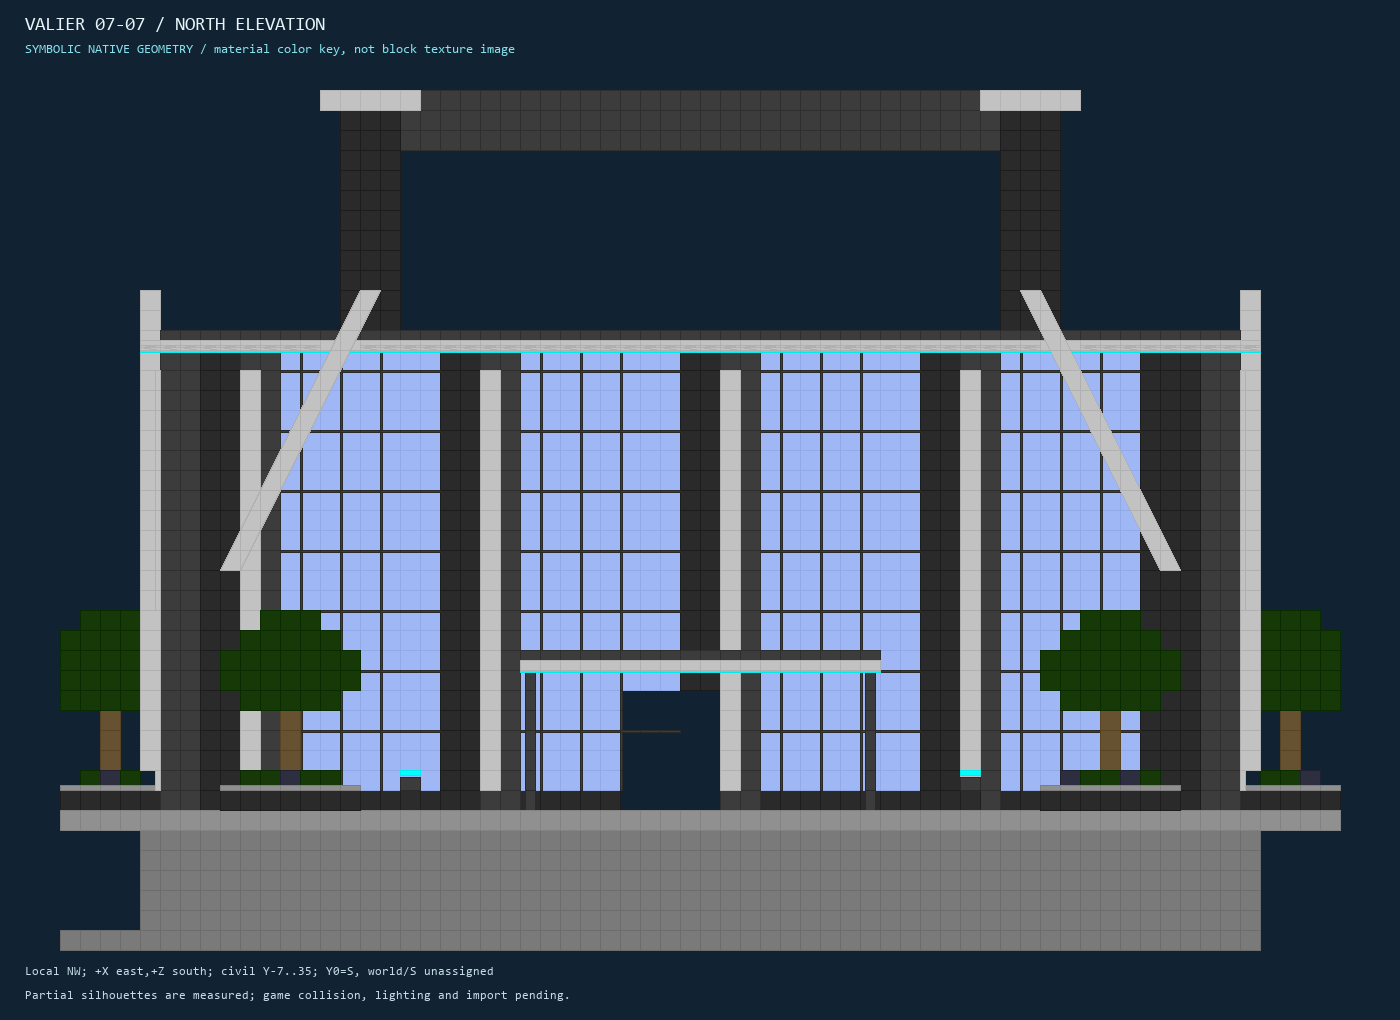 VALIER 07-07 / NORTH ELEVATION
SYMBOLIC NATIVE GEOMETRY / material color key, not block texture image
Local NW; +X east,+Z south; civil Y-7..35; Y0=S, world/S unassigned
Partial silhouettes are measured; game collision, lighting and import pending.